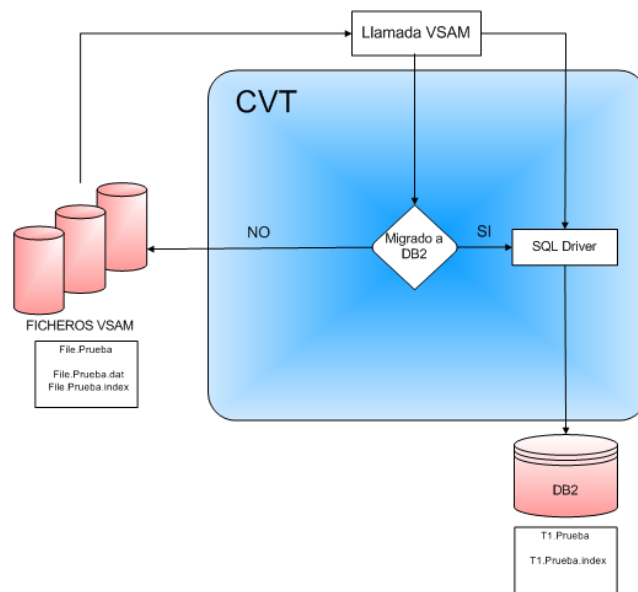 Llamada VSAM
CVT
NO
Migrado a
DB2
SI
SQL Driver
FICHEROS VSAM
File.Prueba
File.Prueba.dat
File.Prueba.index
DB2
T1.Prueba
T1.Prueba.index